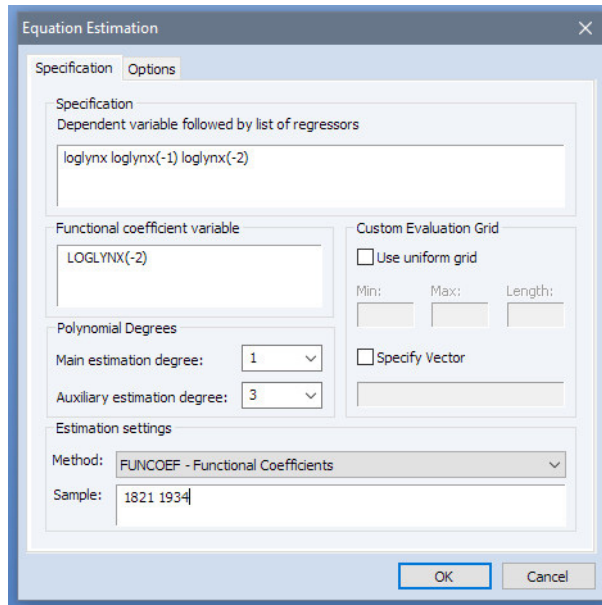 Equation Estimation
Specification Options
Specification
Dependent variable followed by list of regressors
loglynx loglynx(-1) loglynx(-2)
Functional coefficient variable
LOGLYNX(-2)
Custom Evaluation Grid
Use uniform grid
Min: Max: Length:
Specify Vector
Polynomial Degrees
Main estimation degree: 1
Auxiliary estimation degree: 3
Estimation settings
Method: FUNCOEF - Functional Coefficients
Sample: 1821 1934
OK Cancel